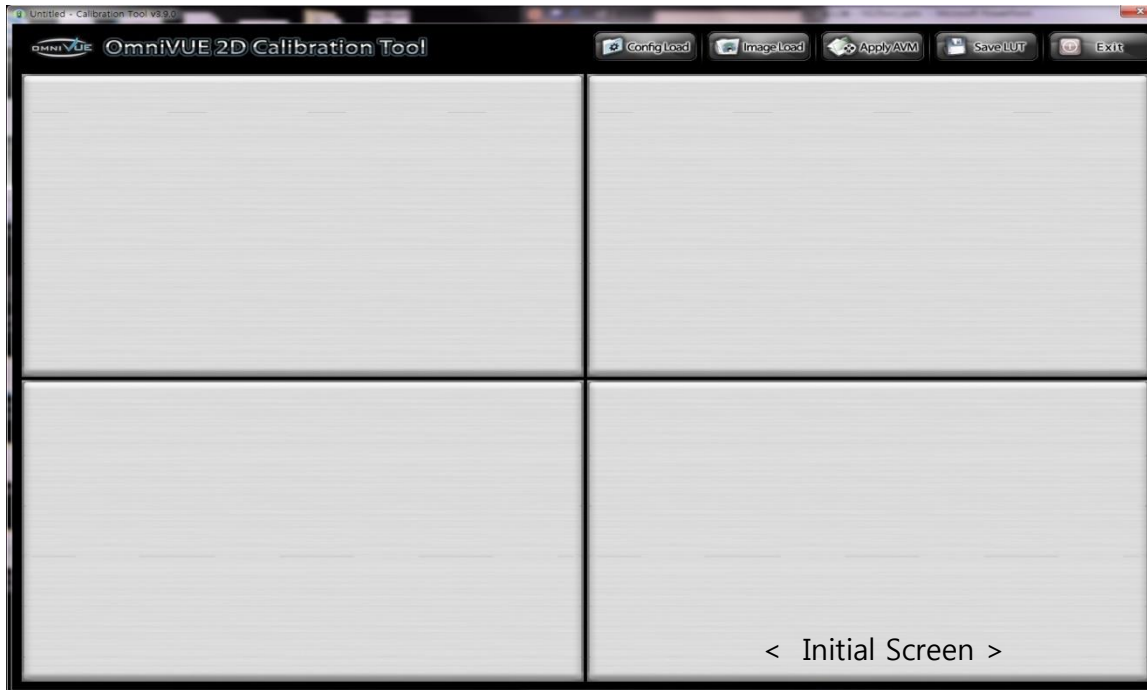 Untitled - Calibration Tool v3.9.0
OMNIVUE
OmniVUE 2D Calibration Tool
Config Load
Image Load
Apply AVM
Save LUT
Exit
< Initial Screen >